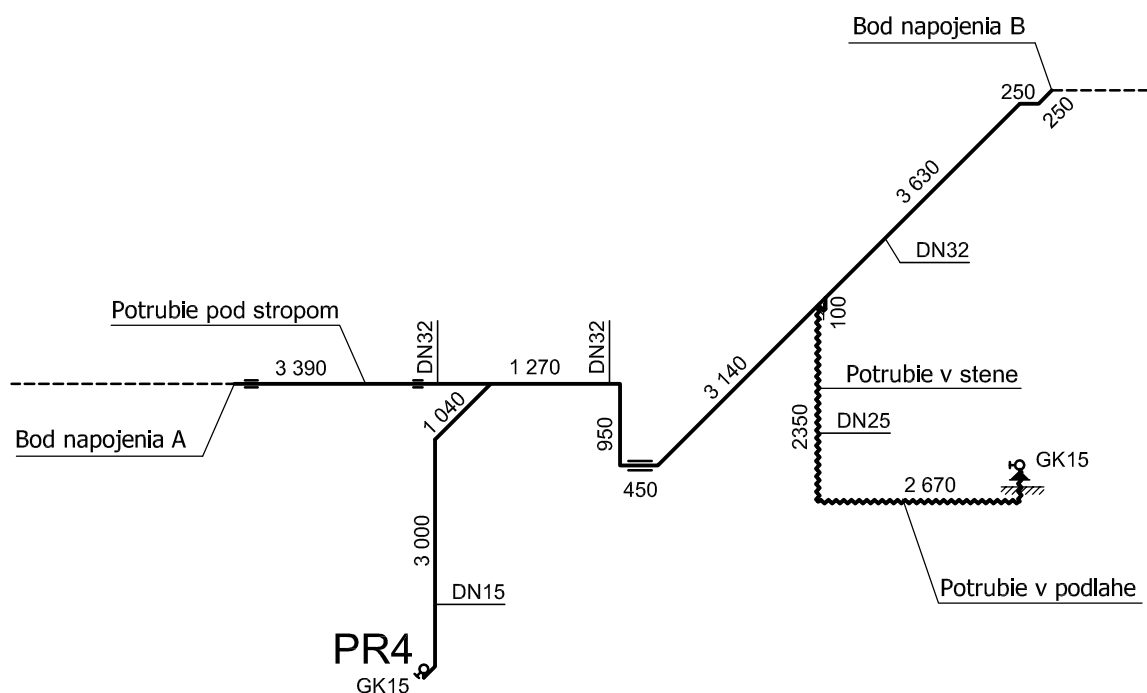 Bod napojenia B
250
250
3 630
DN32
Potrubie pod stropom
DN32
DN32
100
3 390
1 270
3 140
Potrubie v stene
1 040
Bod napojenia A
950
2350
DN25
GK15
450
2 670
3 000
DN15
Potrubie v podlahe
PR4
GK15